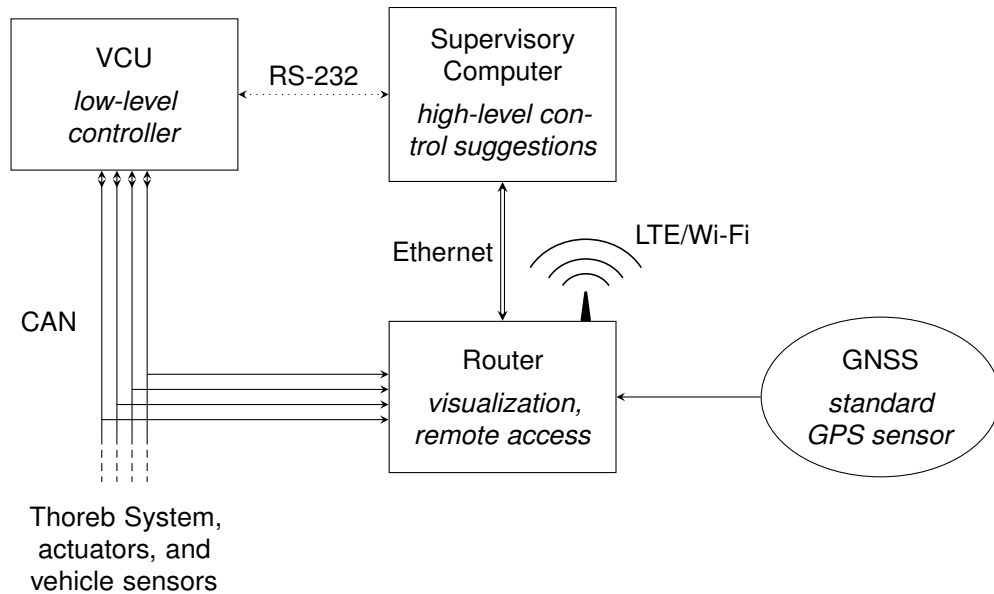 VCU
low-level
controller
RS-232
Supervisory
Computer
high-level con-
trol suggestions
Ethernet
LTE/Wi-Fi
CAN
Router
visualization,
remote access
GNSS
standard
GPS sensor
Thoreb System,
actuators, and
vehicle sensors